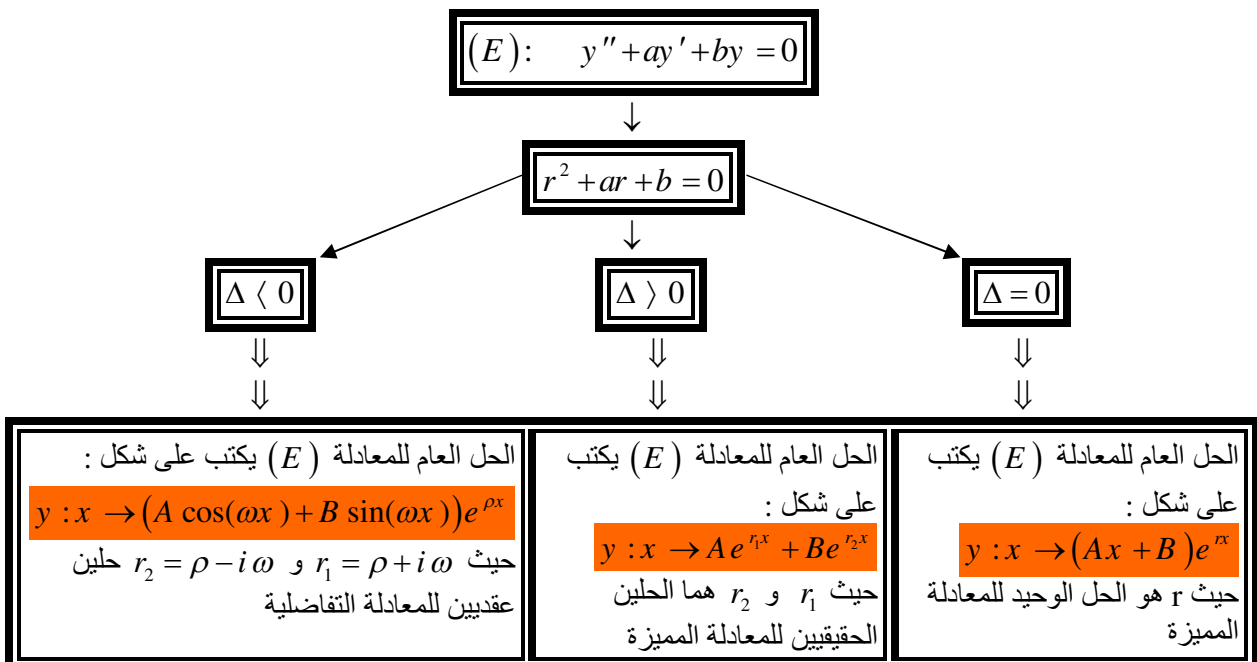 (E): y″+ay′+by=0
↓
r²+ar+b=0
↓
Δ ⟨ 0
Δ ⟩ 0
Δ = 0
⇓ ⇓ ⇓
⇓ ⇓ ⇓
الحل العام للمعادلة (E) يكتب
على شكل :
y : x → (Ax + B)e^{rx}
حيث r هو الحل الوحيد للمعادلة
المميزة
الحل العام للمعادلة (E) يكتب
على شكل :
y : x → Ae^{r₁x} + Be^{r₂x}
حيث r₁ و r₂ هما الحلين
الحقيقيين للمعادلة المميزة
الحل العام للمعادلة (E) يكتب على شكل :
y : x → (A cos(ωx) + B sin(ωx))e^{ρx}
حيث r₁ = ρ + iω و r₂ = ρ − iω حلين
عقديين للمعادلة التفاضلية